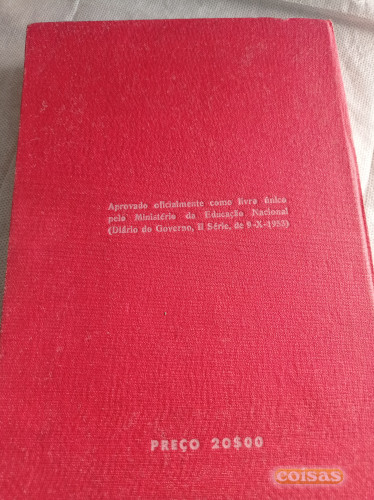 Aprovado oficialmente como livro único
pelo Ministério da Educação Nacional
(Diário do Governo, II Série, de 9-X-1953)
PREÇO 20$00
coisas